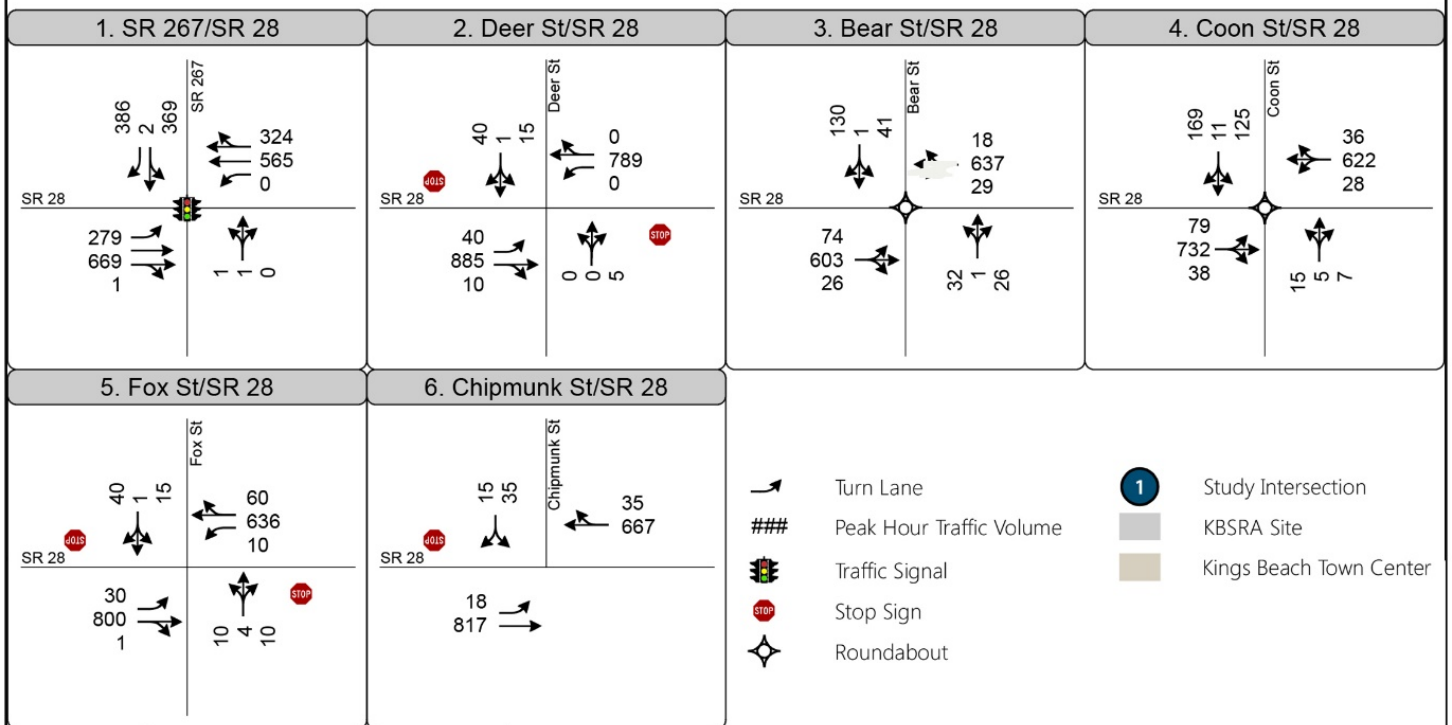 1. SR 267/SR 28
386
2
369
SR 267
324
565
0
SR 28
279
669
1
1
1
0
2. Deer St/SR 28
40
1
15
Deer St
0
789
0
STOP
SR 28
40
885
10
0
0
5
STOP
3. Bear St/SR 28
130
1
41
Bear St
18
637
29
SR 28
74
603
26
32
1
26
4. Coon St/SR 28
169
11
125
Coon St
36
622
28
SR 28
79
732
38
15
5
7
5. Fox St/SR 28
40
1
15
Fox St
60
636
10
STOP
SR 28
30
800
1
10
4
10
STOP
6. Chipmunk St/SR 28
15
35
Chipmunk St
35
667
STOP
SR 28
18
817
Turn Lane
### Peak Hour Traffic Volume
Traffic Signal
STOP Stop Sign
Roundabout
1 Study Intersection
KBSRA Site
Kings Beach Town Center